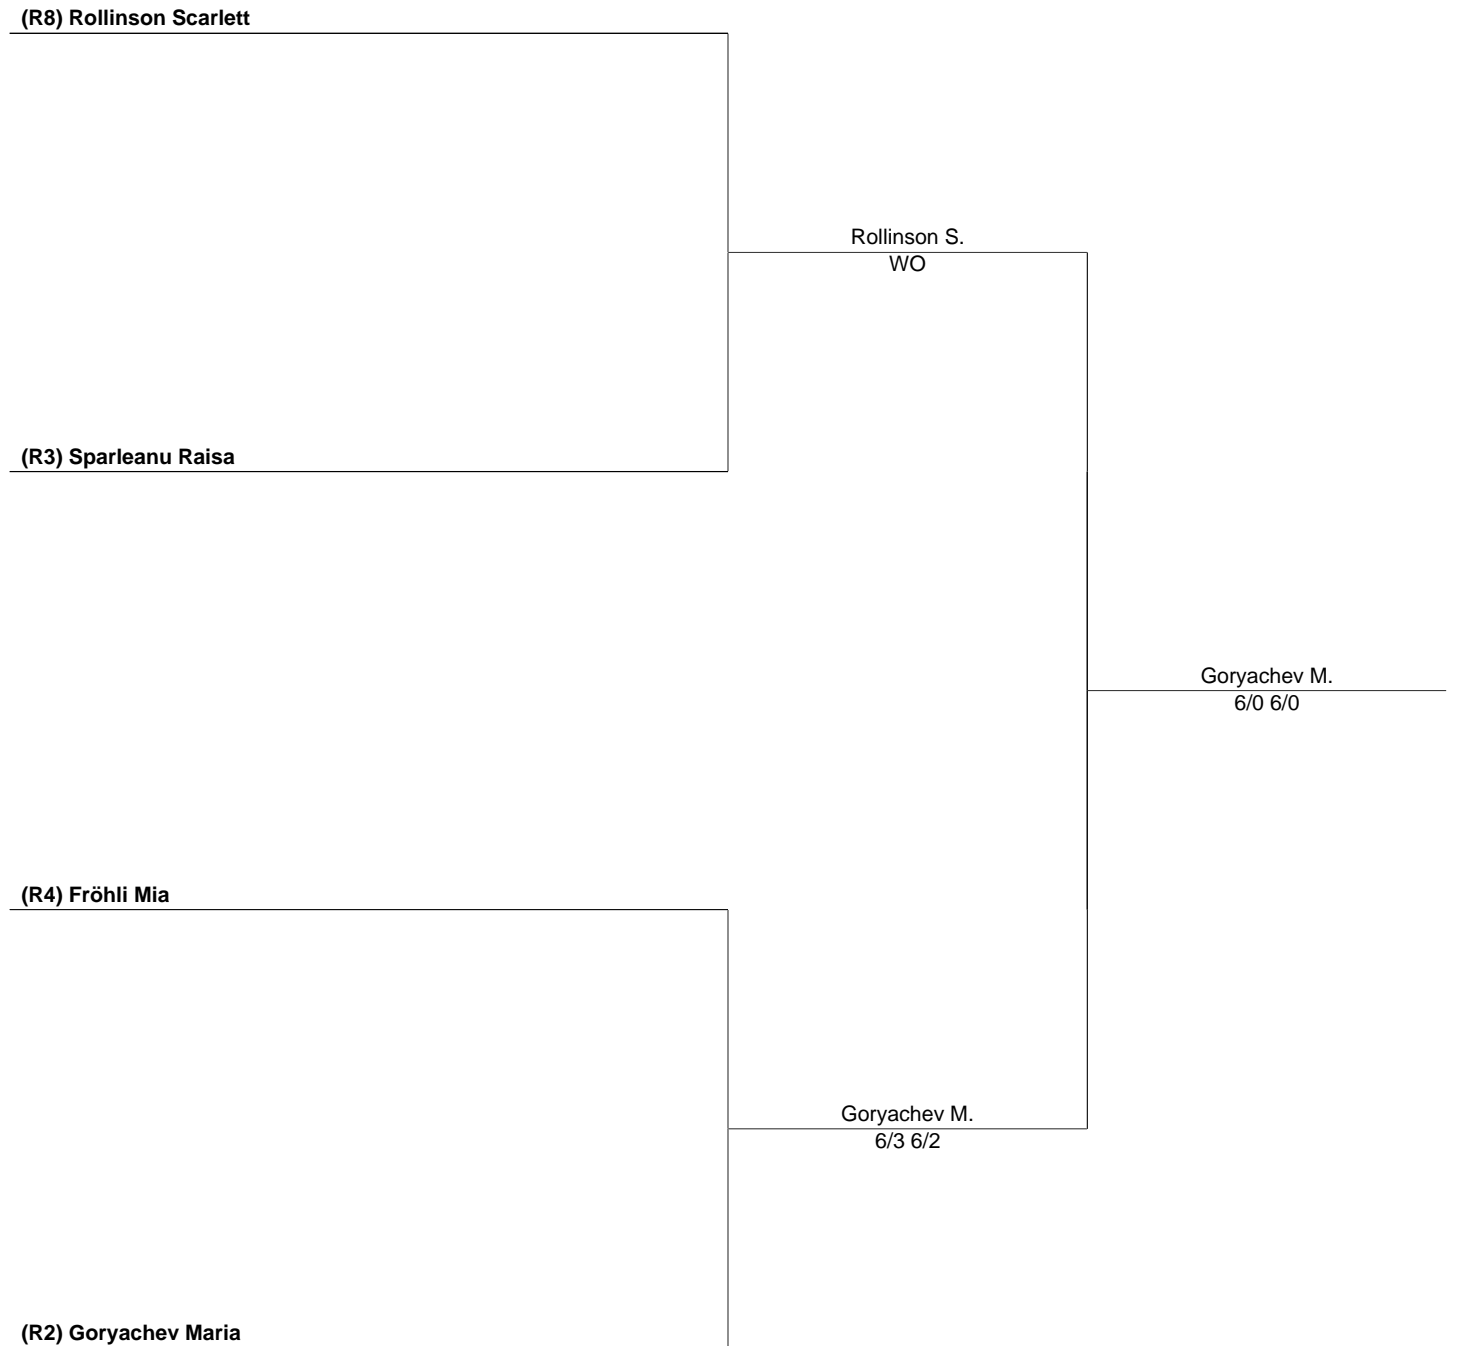 (R8) Rollinson Scarlett
Rollinson S.
WO
(R3) Sparleanu Raisa
Goryachev M.
6/0 6/0
(R4) Fröhli Mia
Goryachev M.
6/3 6/2
(R2) Goryachev Maria